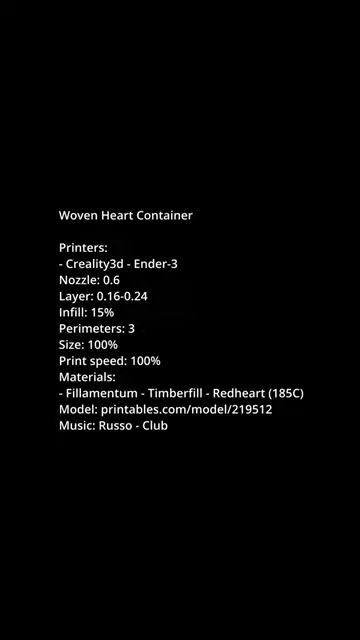 Woven Heart Container
Printers:
- Creality3d - Ender-3
Nozzle: 0.6
Layer: 0.16-0.24
Infill: 15%
Perimeters: 3
Size: 100%
Print speed: 100%
Materials:
- Fillamentum - Timberfill - Redheart (185C)
Model: printables.com/model/219512
Music: Russo - Club